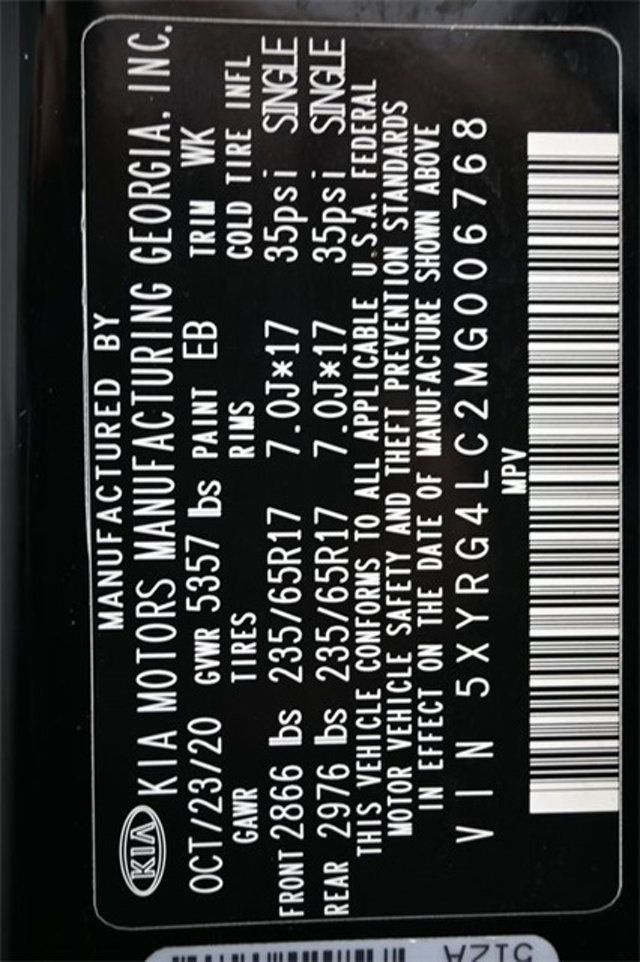 MANUFACTURED BY
KIA KIA MOTORS MANUFACTURING GEORGIA, INC.
OCT/23/20 GVWR 5357 lbs PAINT EB TRIM WK
GAWR TIRES RIMS COLD TIRE INFL
FRONT 2866 lbs 235/65R17 7.0J*17 35psi SINGLE
REAR 2976 lbs 235/65R17 7.0J*17 35psi SINGLE
THIS VEHICLE CONFORMS TO ALL APPLICABLE U.S.A. FEDERAL
MOTOR VEHICLE SAFETY AND THEFT PREVENTION STANDARDS
IN EFFECT ON THE DATE OF MANUFACTURE SHOWN ABOVE
VIN 5XYRG4LC2MG006768
MPV
512A